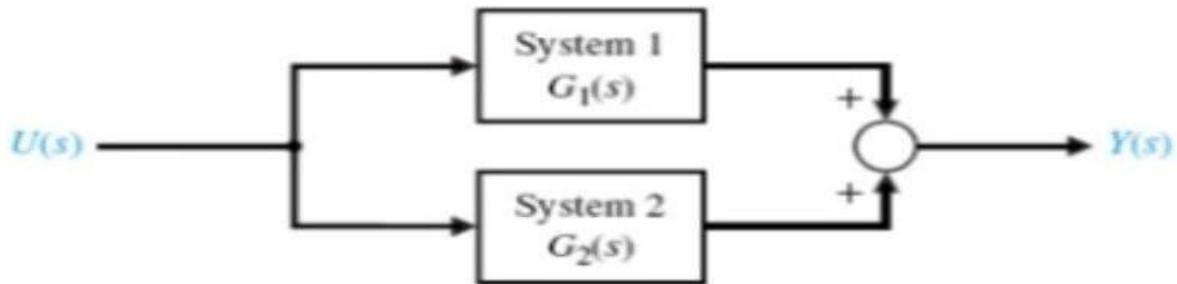 System 1
G₁(s)
+
U(s)
Y(s)
+
System 2
G₂(s)